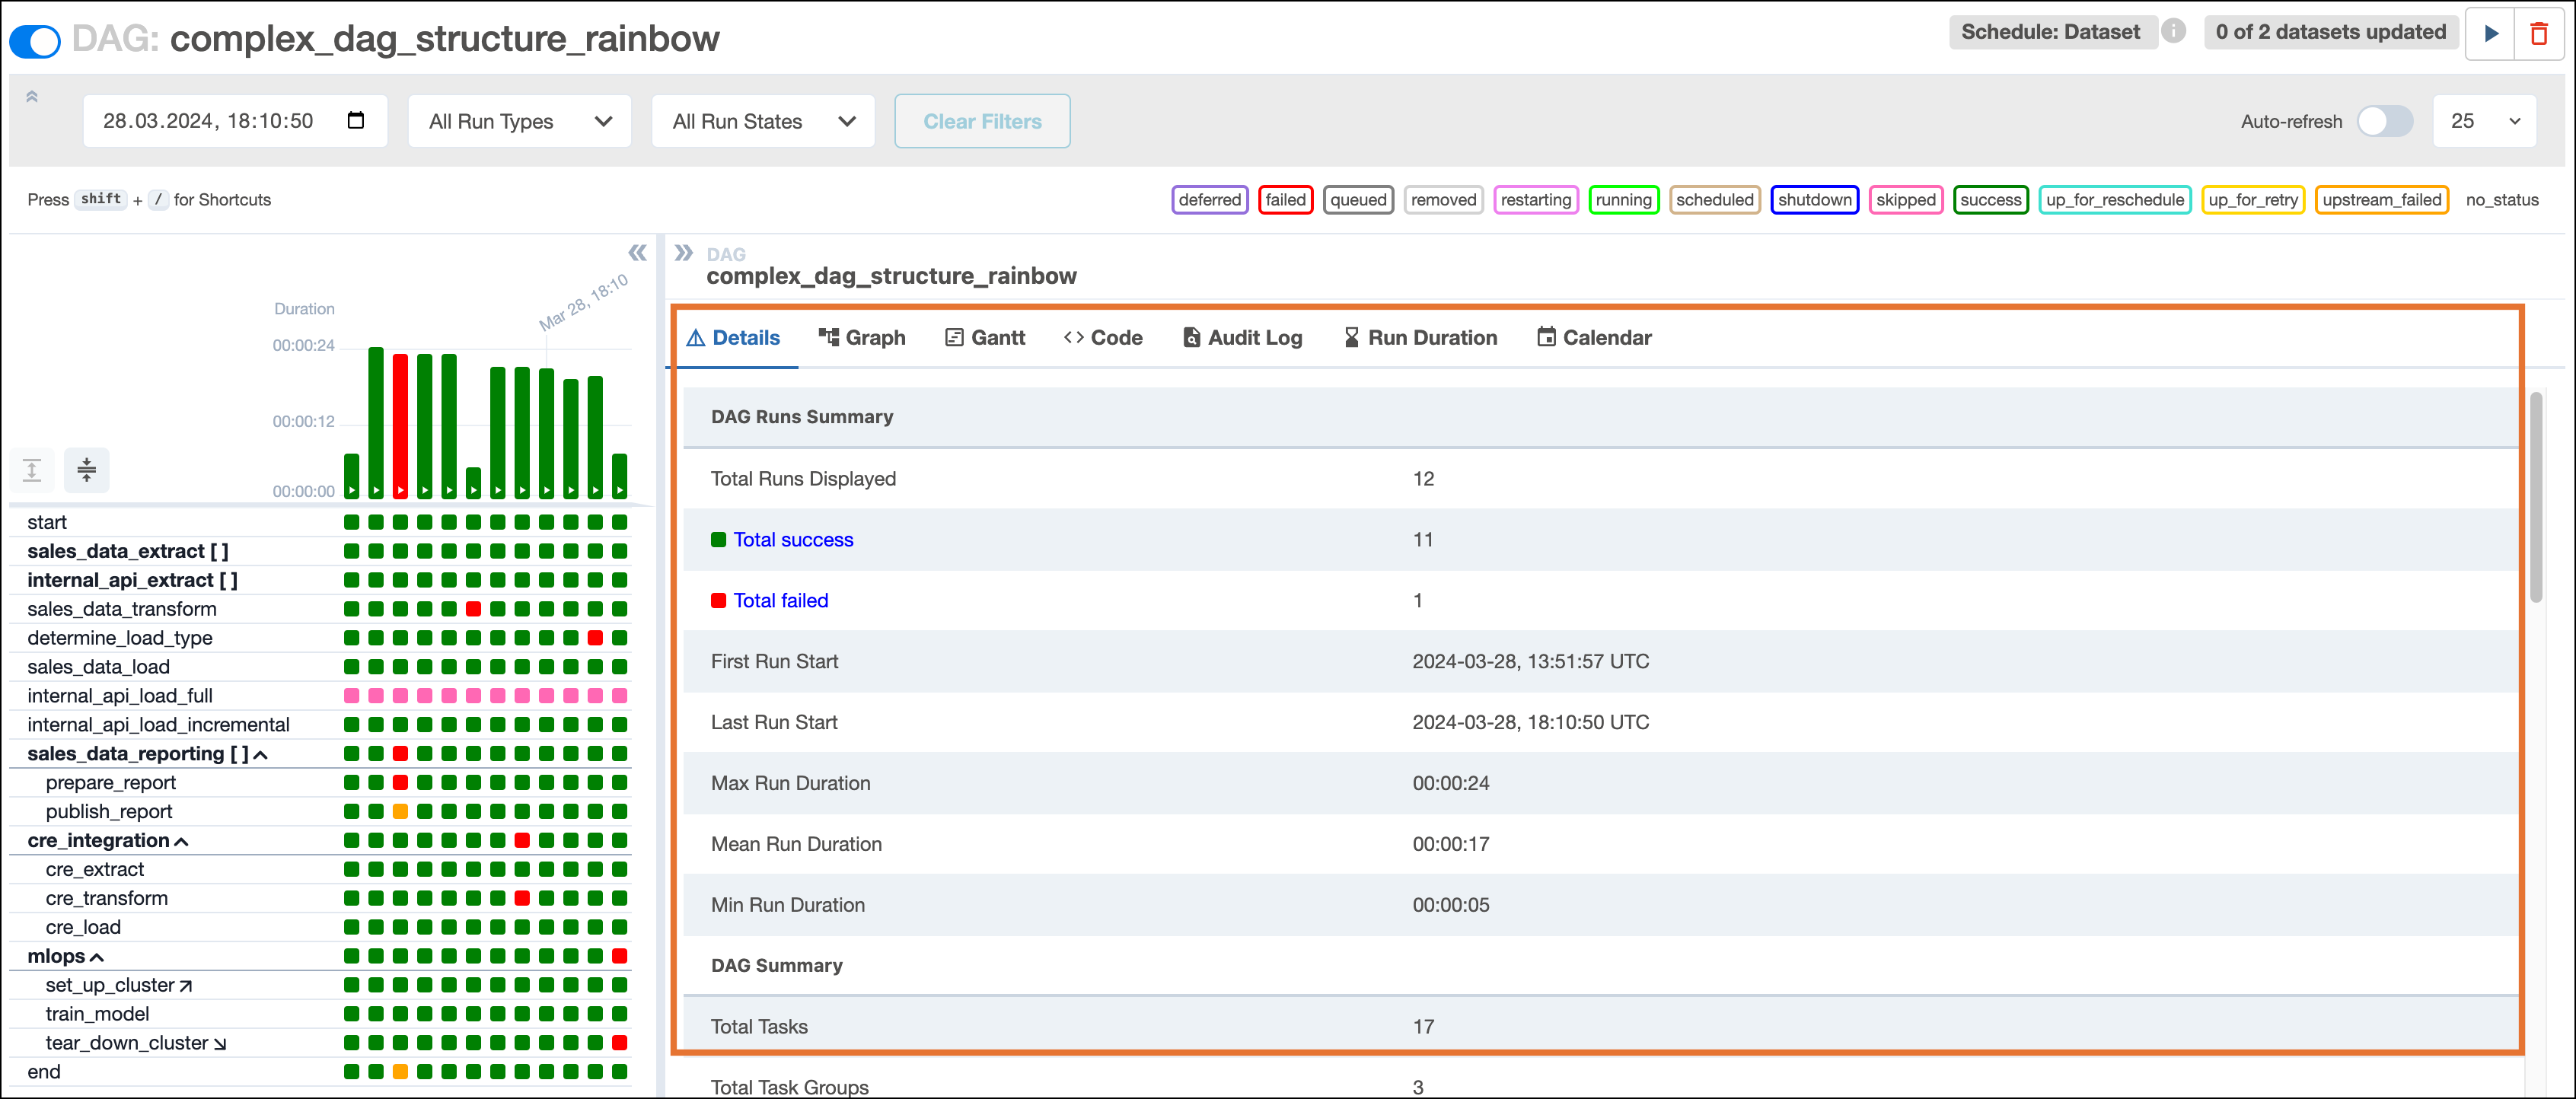 DAG: complex_dag_structure_rainbow
Schedule: Dataset
0 of 2 datasets updated
28.03.2024, 18:10:50
All Run Types
All Run States
Clear Filters
Auto-refresh
25
Press shift + / for Shortcuts
deferred
failed
queued
removed
restarting
running
scheduled
shutdown
skipped
success
up_for_reschedule
up_for_retry
upstream_failed
no_status
Duration
Mar 28, 18:10
00:00:24
00:00:12
00:00:00
start
sales_data_extract [ ]
internal_api_extract [ ]
sales_data_transform
determine_load_type
sales_data_load
internal_api_load_full
internal_api_load_incremental
sales_data_reporting [ ]
prepare_report
publish_report
cre_integration
cre_extract
cre_transform
cre_load
mlops
set_up_cluster
train_model
tear_down_cluster
end
DAG
complex_dag_structure_rainbow
Details
Graph
Gantt
Code
Audit Log
Run Duration
Calendar
DAG Runs Summary
Total Runs Displayed 12
Total success 11
Total failed 1
First Run Start 2024-03-28, 13:51:57 UTC
Last Run Start 2024-03-28, 18:10:50 UTC
Max Run Duration 00:00:24
Mean Run Duration 00:00:17
Min Run Duration 00:00:05
DAG Summary
Total Tasks 17
Total Task Groups 3